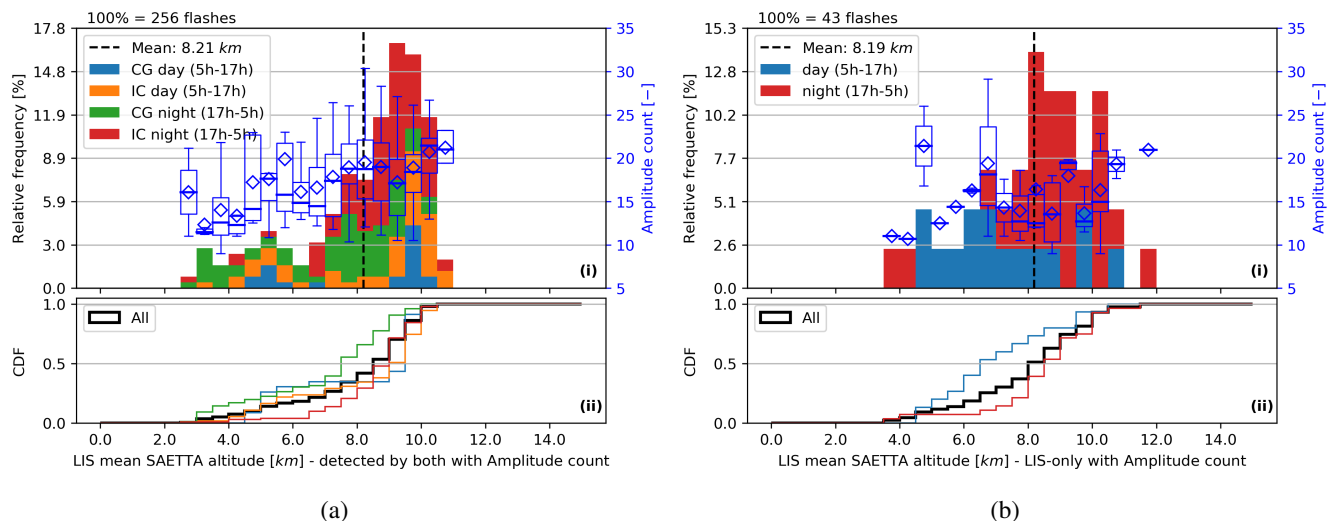 100% = 256 flashes
17.8
14.8
11.9
8.9
5.9
3.0
0.0
Relative frequency [%]
Mean: 8.21 km
CG day (5h-17h)
IC day (5h-17h)
CG night (17h-5h)
IC night (17h-5h)
(i)
35
30
25
20
15
10
5
Amplitude count [−]
1.0
0.5
0.0
CDF
All
(ii)
0.0 2.0 4.0 6.0 8.0 10.0 12.0 14.0
LIS mean SAETTA altitude [km] - detected by both with Amplitude count
(a)
100% = 43 flashes
15.3
12.8
10.2
7.7
5.1
2.6
0.0
Relative frequency [%]
Mean: 8.19 km
day (5h-17h)
night (17h-5h)
(i)
35
30
25
20
15
10
5
Amplitude count [−]
1.0
0.5
0.0
CDF
All
(ii)
0.0 2.0 4.0 6.0 8.0 10.0 12.0 14.0
LIS mean SAETTA altitude [km] - LIS-only with Amplitude count
(b)